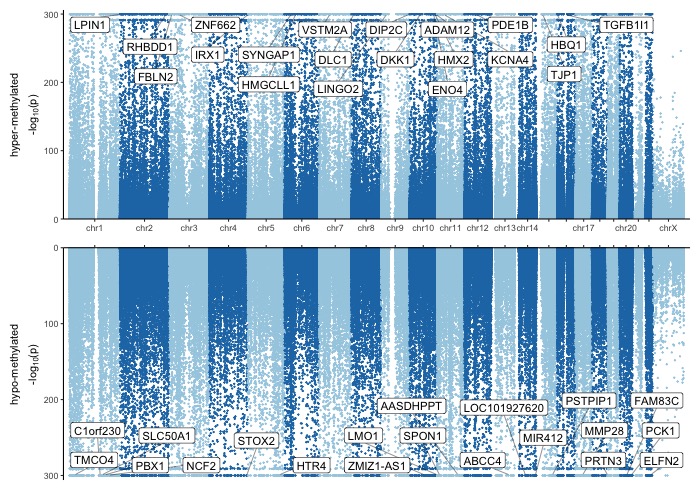 300
LPIN1
ZNF662
VSTM2A
DIP2C
ADAM12
PDE1B
TGFB1I1
RHBDD1
IRX1
SYNGAP1
HBQ1
DLC1
DKK1
HMX2
KCNA4
FBLN2
TJP1
HMGCLL1
LINGO2
ENO4
200
100
0
hyper-methylated
-log10(p)
chr1 chr2 chr3 chr4 chr5 chr6 chr7 chr8 chr9 chr10 chr11 chr12 chr13 chr14 chr17 chr20 chrX
0
100
200
300
hypo-methylated
-log10(p)
AASDHPPT
LOC101927620
PSTPIP1
FAM83C
C1orf230
SLC50A1
STOX2
LMO1
SPON1
MIR412
MMP28
PCK1
TMCO4
PBX1
NCF2
HTR4
ZMIZ1-AS1
ABCC4
PRTN3
ELFN2